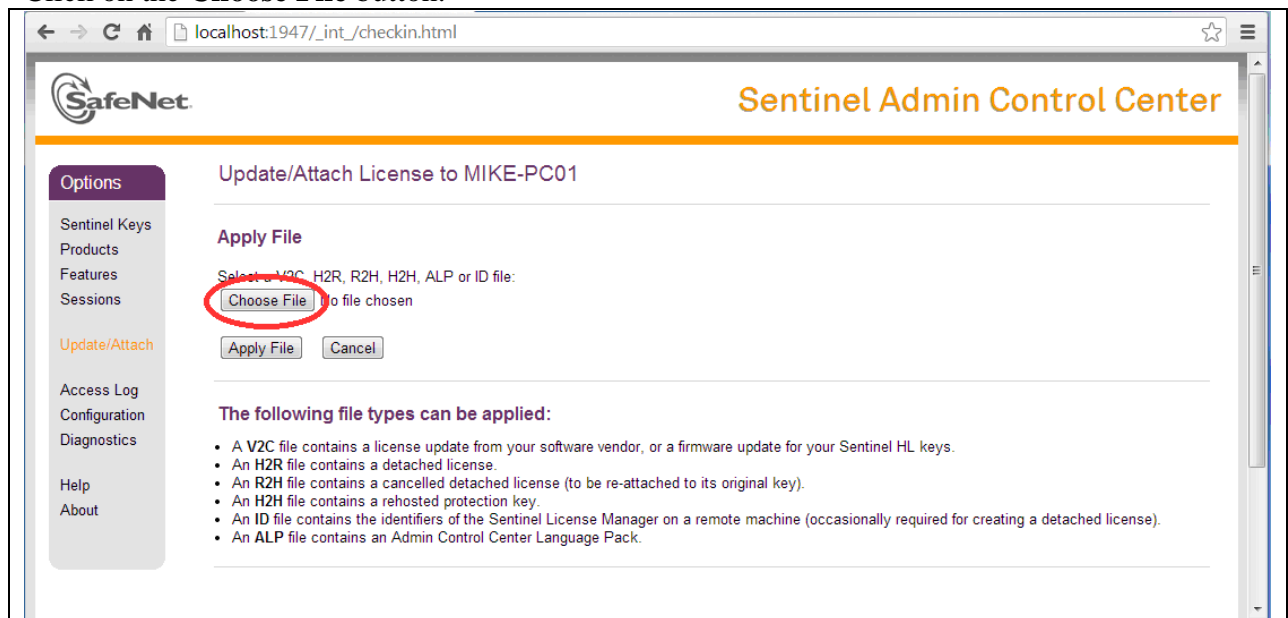 Click on the Choose File button.
localhost:1947/_int_/checkin.html
SafeNet.
Sentinel Admin Control Center
Options
Update/Attach License to MIKE-PC01
Sentinel Keys
Products
Features
Sessions
Update/Attach
Access Log
Configuration
Diagnostics
Help
About
Apply File
Select a V2C, H2R, R2H, H2H, ALP or ID file:
Choose File No file chosen
Apply File Cancel
The following file types can be applied:
• A V2C file contains a license update from your software vendor, or a firmware update for your Sentinel HL keys.
• An H2R file contains a detached license.
• An R2H file contains a cancelled detached license (to be re-attached to its original key).
• An H2H file contains a rehosted protection key.
• An ID file contains the identifiers of the Sentinel License Manager on a remote machine (occasionally required for creating a detached license).
• An ALP file contains an Admin Control Center Language Pack.